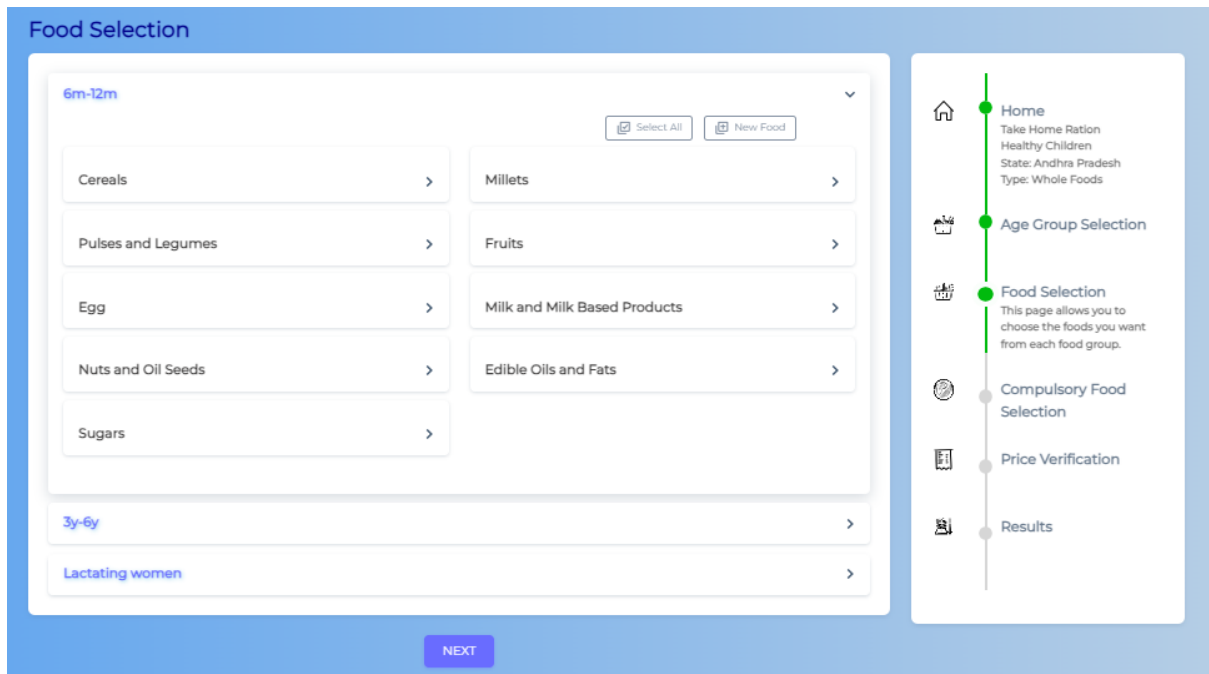 Food Selection
6m-12m
Select All
New Food
Cereals
Millets
Pulses and Legumes
Fruits
Egg
Milk and Milk Based Products
Nuts and Oil Seeds
Edible Oils and Fats
Sugars
3y-6y
Lactating women
NEXT
Home
Take Home Ration
Healthy Children
State: Andhra Pradesh
Type: Whole Foods
Age Group Selection
Food Selection
This page allows you to
choose the foods you want
from each food group.
Compulsory Food
Selection
Price Verification
Results